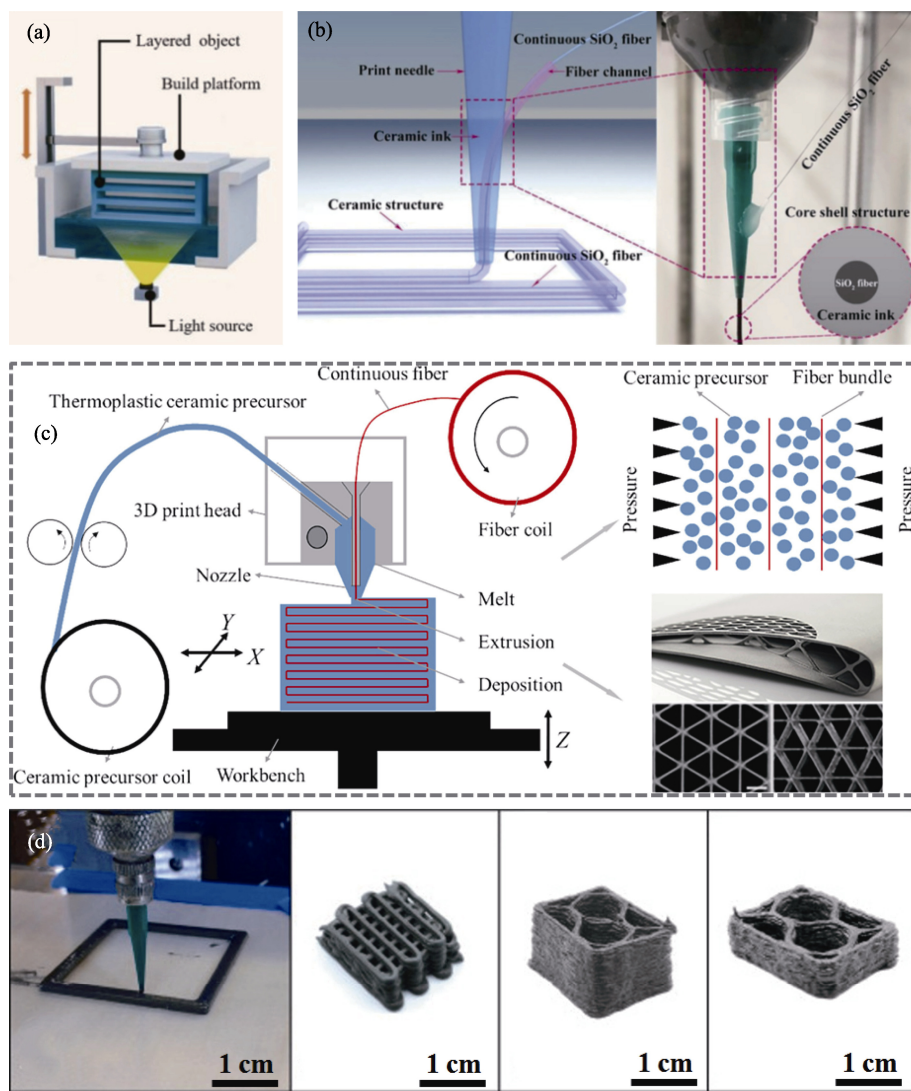 (a)
Layered object
Build platform
Light source
(b)
Continuous SiO2 fiber
Print needle
Fiber channel
Ceramic ink
Ceramic structure
Continuous SiO2 fiber
Continuous SiO2 fiber
Core shell structure
SiO2 fiber
Ceramic ink
(c)
Thermoplastic ceramic precursor
Continuous fiber
3D print head
Fiber coil
Nozzle
Melt
Y
X
Extrusion
Deposition
Z
Ceramic precursor coil
Workbench
Ceramic precursor
Fiber bundle
Pressure
Pressure
(d)
1 cm
1 cm
1 cm
1 cm